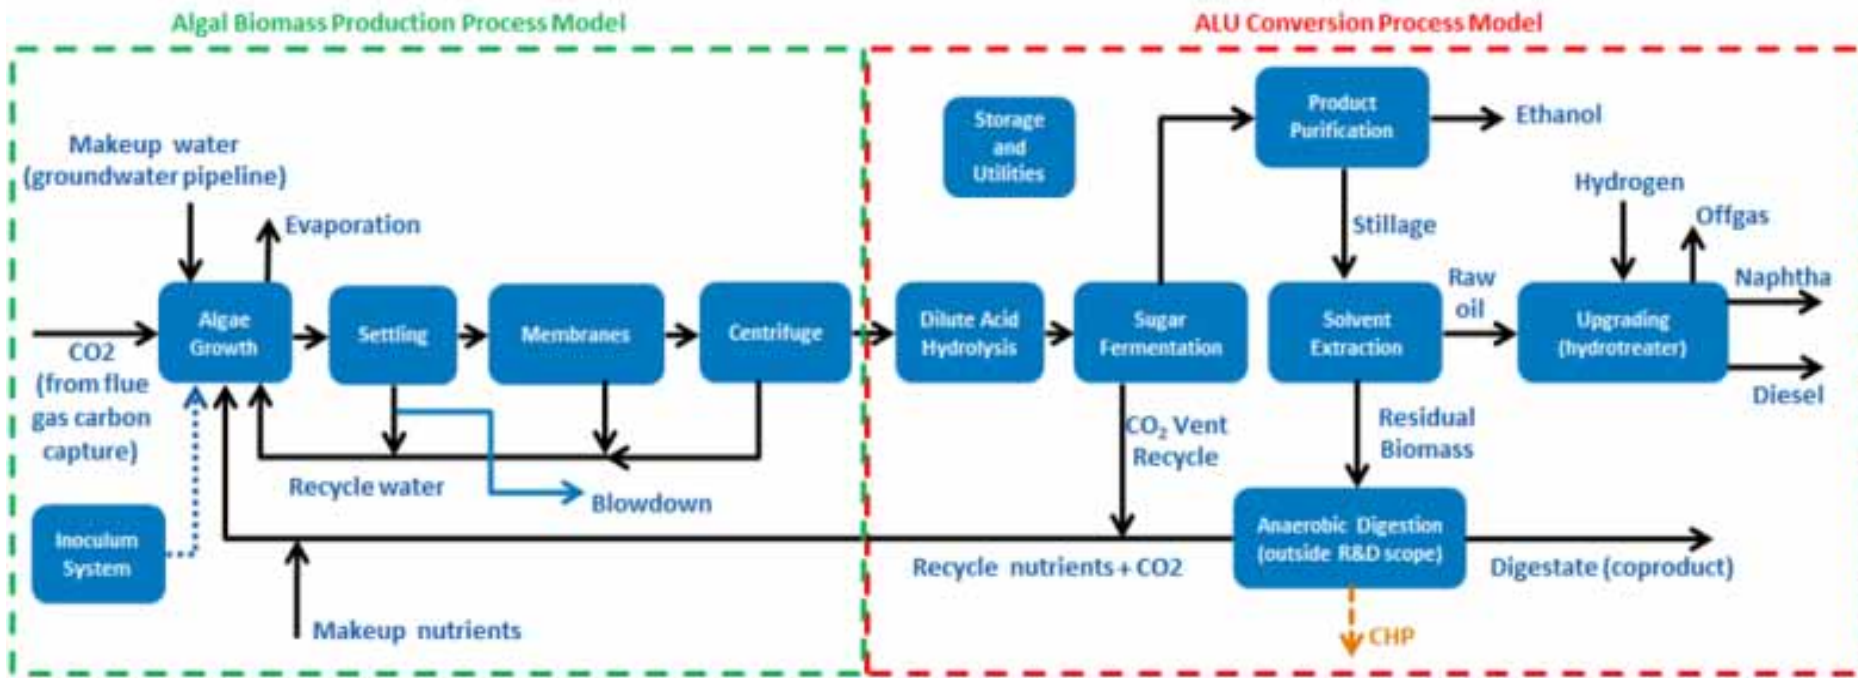 Algal Biomass Production Process Model
ALU Conversion Process Model
Makeup water
(groundwater pipeline)
Evaporation
CO2
(from flue
gas carbon
capture)
Algae
Growth
Settling
Membranes
Centrifuge
Recycle water
Blowdown
Inoculum
System
Makeup nutrients
Storage
and
Utilities
Product
Purification
Ethanol
Stillage
Hydrogen
Offgas
Naphtha
Diesel
Dilute Acid
Hydrolysis
Sugar
Fermentation
Solvent
Extraction
Raw
oil
Upgrading
(hydrotreater)
CO₂ Vent
Recycle
Residual
Biomass
Recycle nutrients + CO2
Anaerobic Digestion
(outside R&D scope)
Digestate (coproduct)
CHP